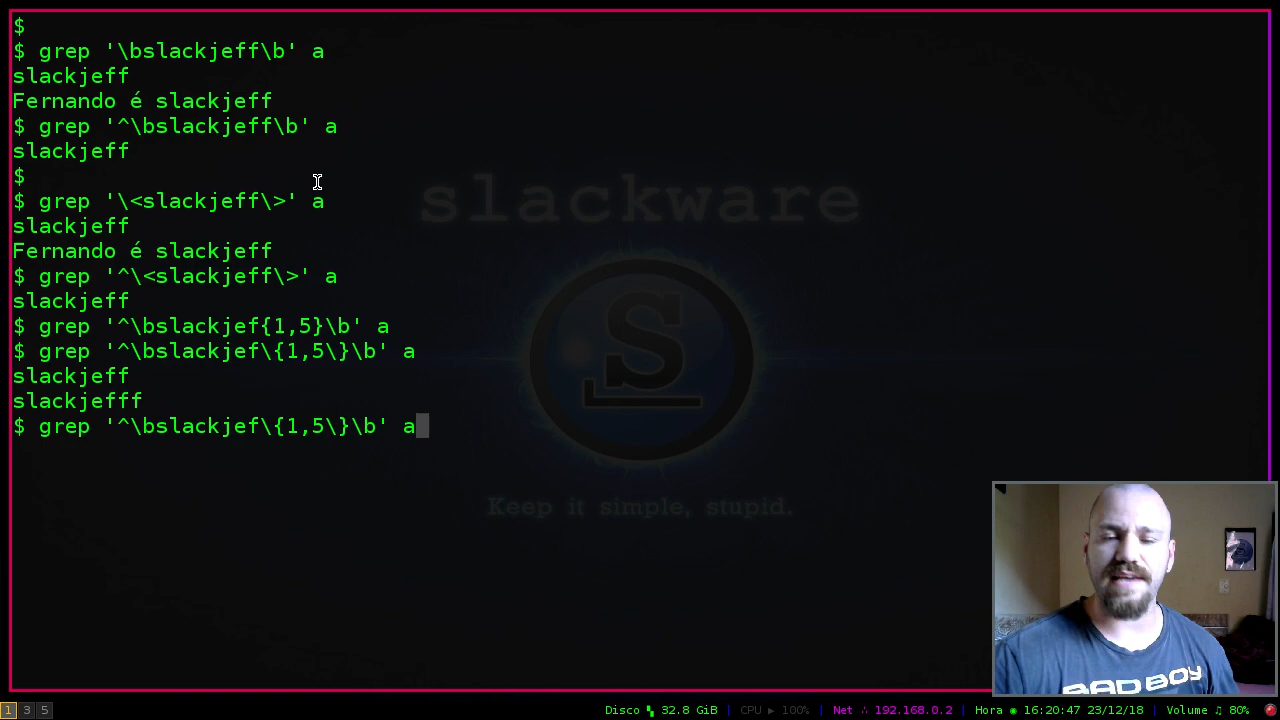 $
$ grep '\bslackjeff\b' a
slackjeff
Fernando é slackjeff
$ grep '^\bslackjeff\b' a
slackjeff
$
$ grep '\<slackjeff\>' a
slackjeff
Fernando é slackjeff
$ grep '^\<slackjeff\>' a
slackjeff
$ grep '^\bslackjef{1,5}\b' a
$ grep '^\bslackjef\{1,5\}\b' a
slackjeff
slackjefff
$ grep '^\bslackjef\{1,5\}\b' a
slackware
S
Keep it simple, stupid.
BAD BOY
1 3 5
Disco ▚ 32.8 GiB | CPU ▶ 100% | Net ∴ 192.168.0.2 | Hora ◉ 16:20:47 23/12/18 | Volume ♫ 80%